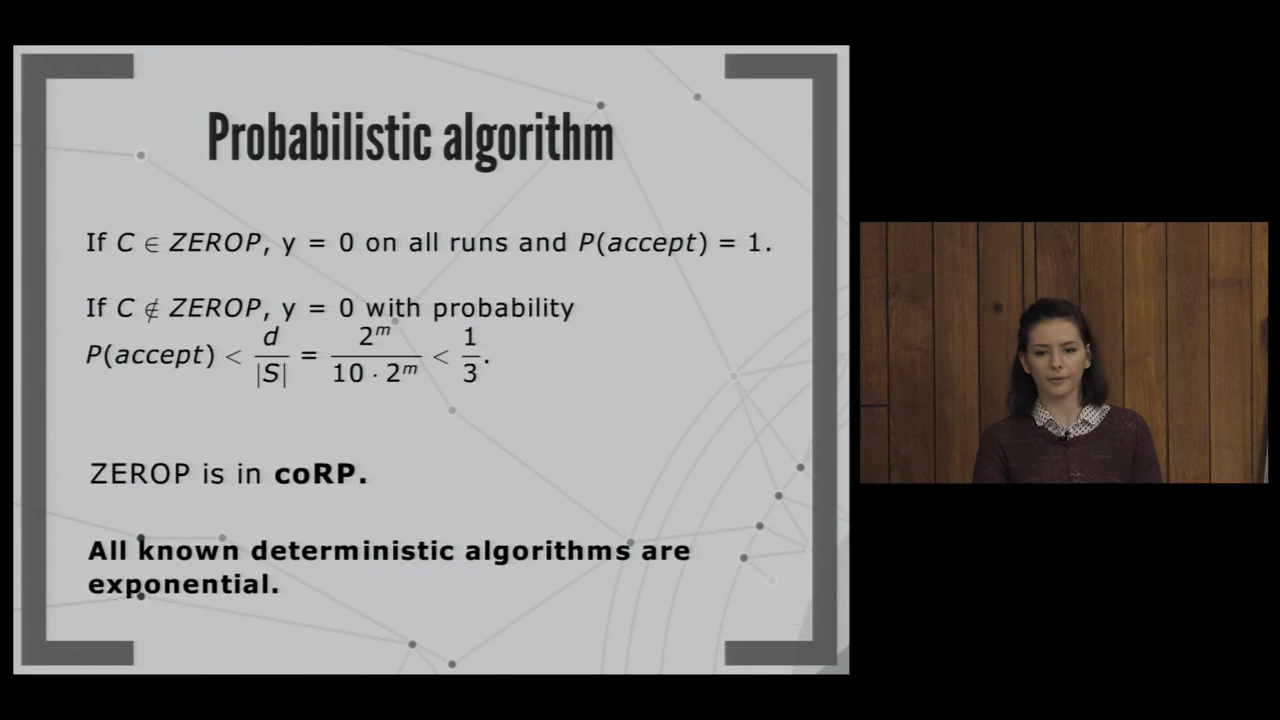 Probabilistic algorithm
If C ∈ ZEROP, y = 0 on all runs and P(accept) = 1.
If C ∉ ZEROP, y = 0 with probability
P(accept) < d/|S| = 2^m/(10 · 2^m) < 1/3.
ZEROP is in coRP.
All known deterministic algorithms are
exponential.